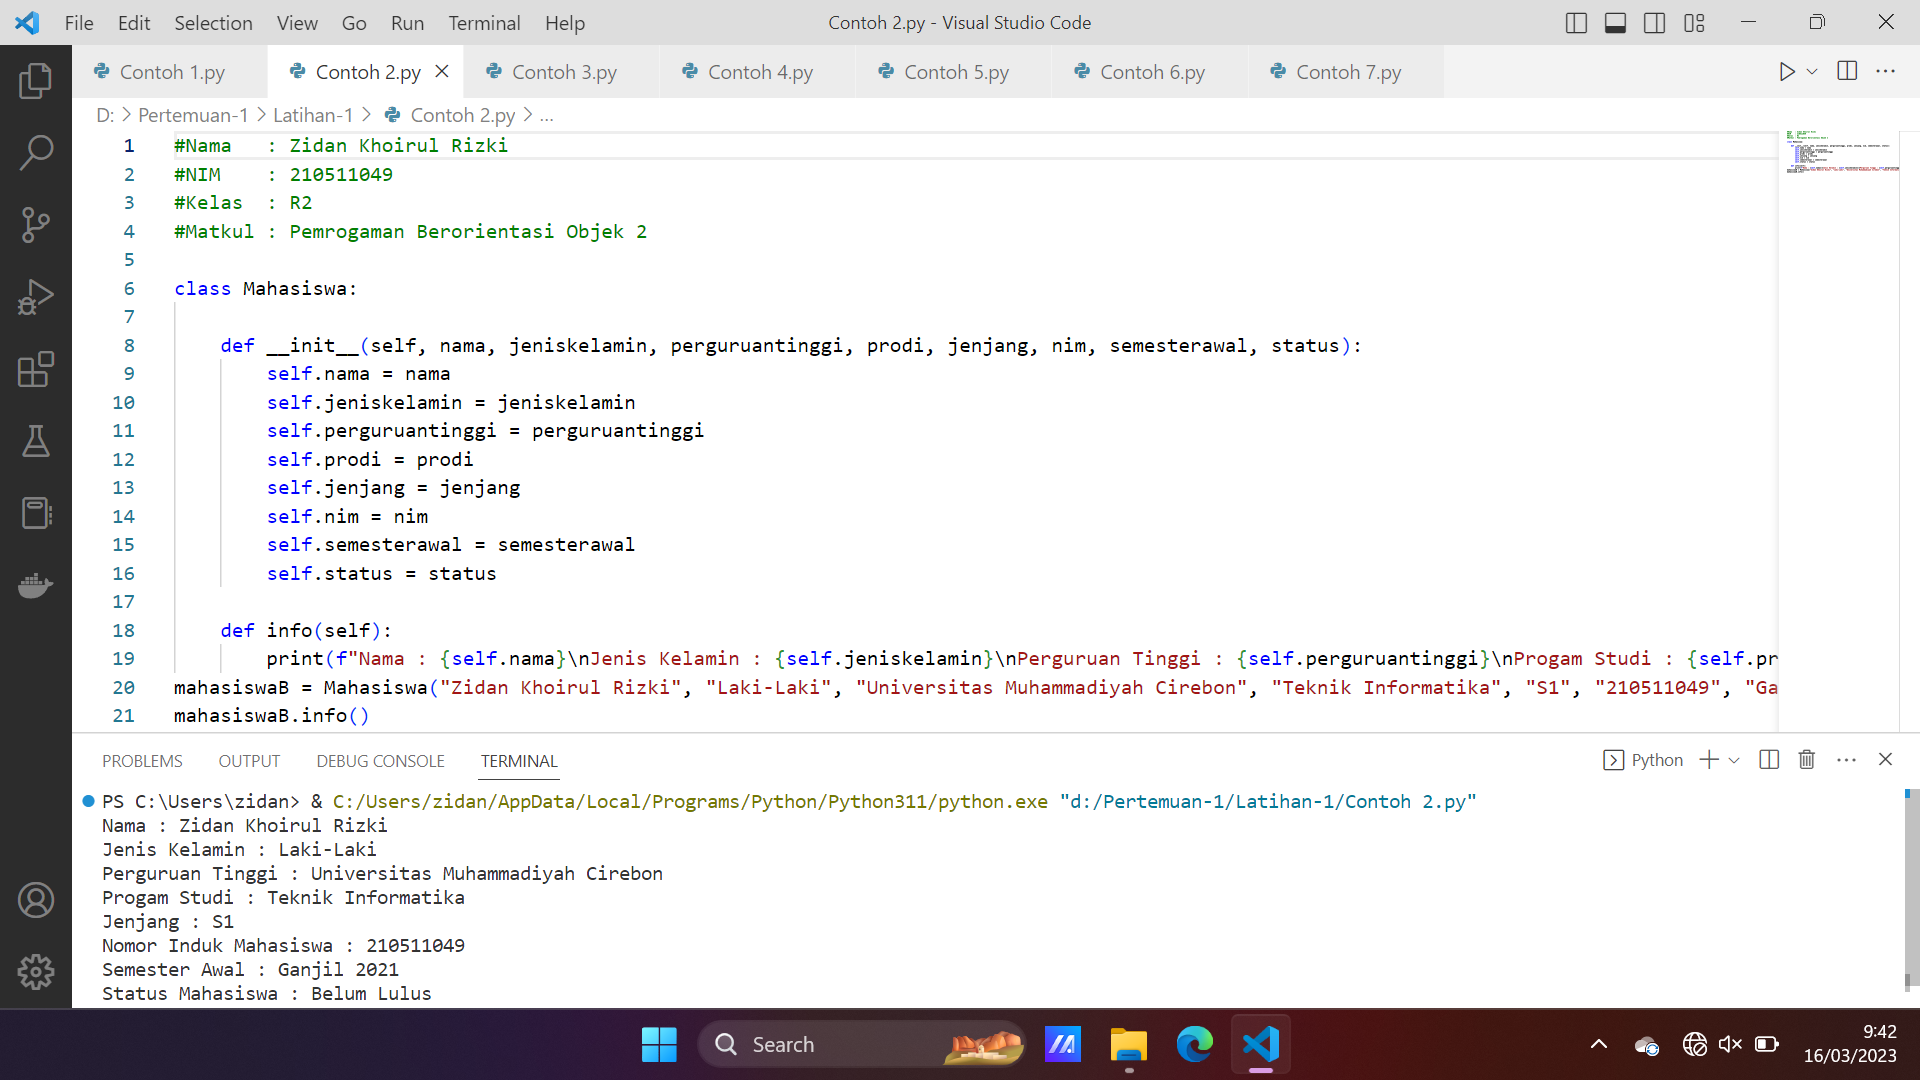 File Edit Selection View Go Run Terminal Help
Contoh 2.py - Visual Studio Code
Contoh 1.py Contoh 2.py Contoh 3.py Contoh 4.py Contoh 5.py Contoh 6.py Contoh 7.py
D: > Pertemuan-1 > Latihan-1 > Contoh 2.py > ...
1 #Nama   : Zidan Khoirul Rizki
2 #NIM    : 210511049
3 #Kelas  : R2
4 #Matkul : Pemrogaman Berorientasi Objek 2
5
6 class Mahasiswa:
7
8     def __init__(self, nama, jeniskelamin, perguruantinggi, prodi, jenjang, nim, semesterawal, status):
9         self.nama = nama
10         self.jeniskelamin = jeniskelamin
11         self.perguruantinggi = perguruantinggi
12         self.prodi = prodi
13         self.jenjang = jenjang
14         self.nim = nim
15         self.semesterawal = semesterawal
16         self.status = status
17
18     def info(self):
19         print(f"Nama : {self.nama}\nJenis Kelamin : {self.jeniskelamin}\nPerguruan Tinggi : {self.perguruantinggi}\nProgam Studi : {self.pr
20 mahasiswaB = Mahasiswa("Zidan Khoirul Rizki", "Laki-Laki", "Universitas Muhammadiyah Cirebon", "Teknik Informatika", "S1", "210511049", "Ga
21 mahasiswaB.info()
PROBLEMS OUTPUT DEBUG CONSOLE TERMINAL
Python
PS C:\Users\zidan> & C:/Users/zidan/AppData/Local/Programs/Python/Python311/python.exe "d:/Pertemuan-1/Latihan-1/Contoh 2.py"
Nama : Zidan Khoirul Rizki
Jenis Kelamin : Laki-Laki
Perguruan Tinggi : Universitas Muhammadiyah Cirebon
Progam Studi : Teknik Informatika
Jenjang : S1
Nomor Induk Mahasiswa : 210511049
Semester Awal : Ganjil 2021
Status Mahasiswa : Belum Lulus
Search
9:42
16/03/2023